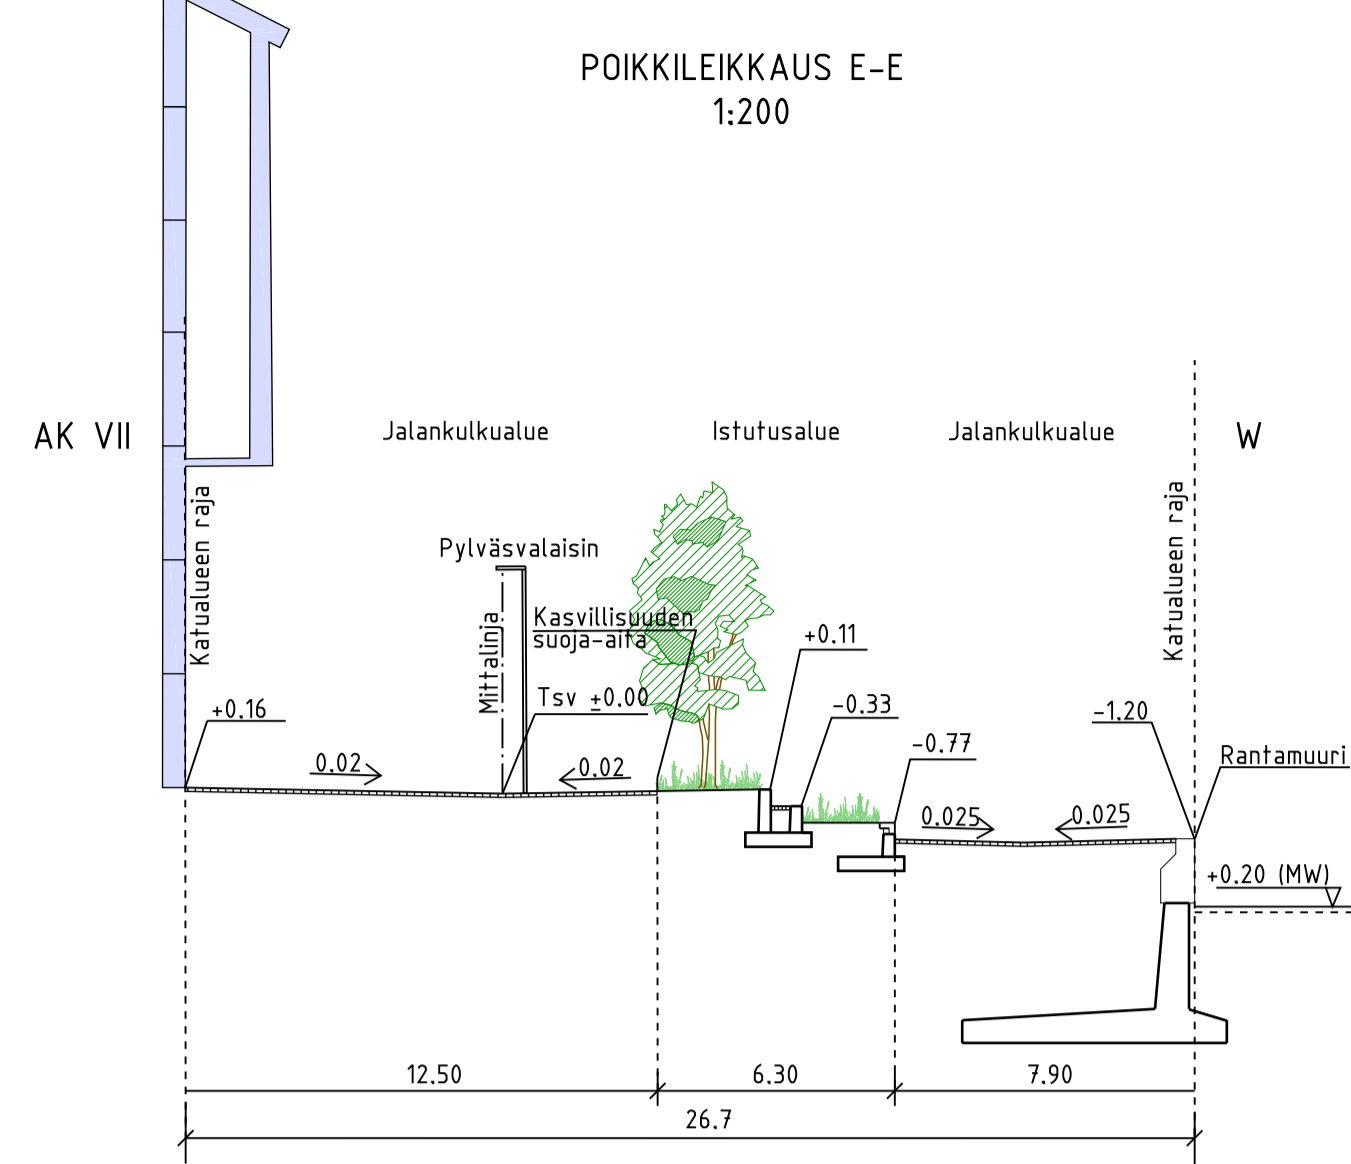 POIKKILEIKKAUS E-E
1:200
AK VII
Jalankulkualue
Istutusalue
Jalankulkualue
W
Katualueen raja
Pylväsvalaisin
Mittalinja
Kasvillisuuden
suoja-aita
Katualueen raja
+0.11
Tsv ±0.00
-0.33
+0.16
-1.20
-0.77
Rantamuuri
0.02
0.02
0.025
0.025
+0.20 (MW)
12.50
6.30
7.90
26.7